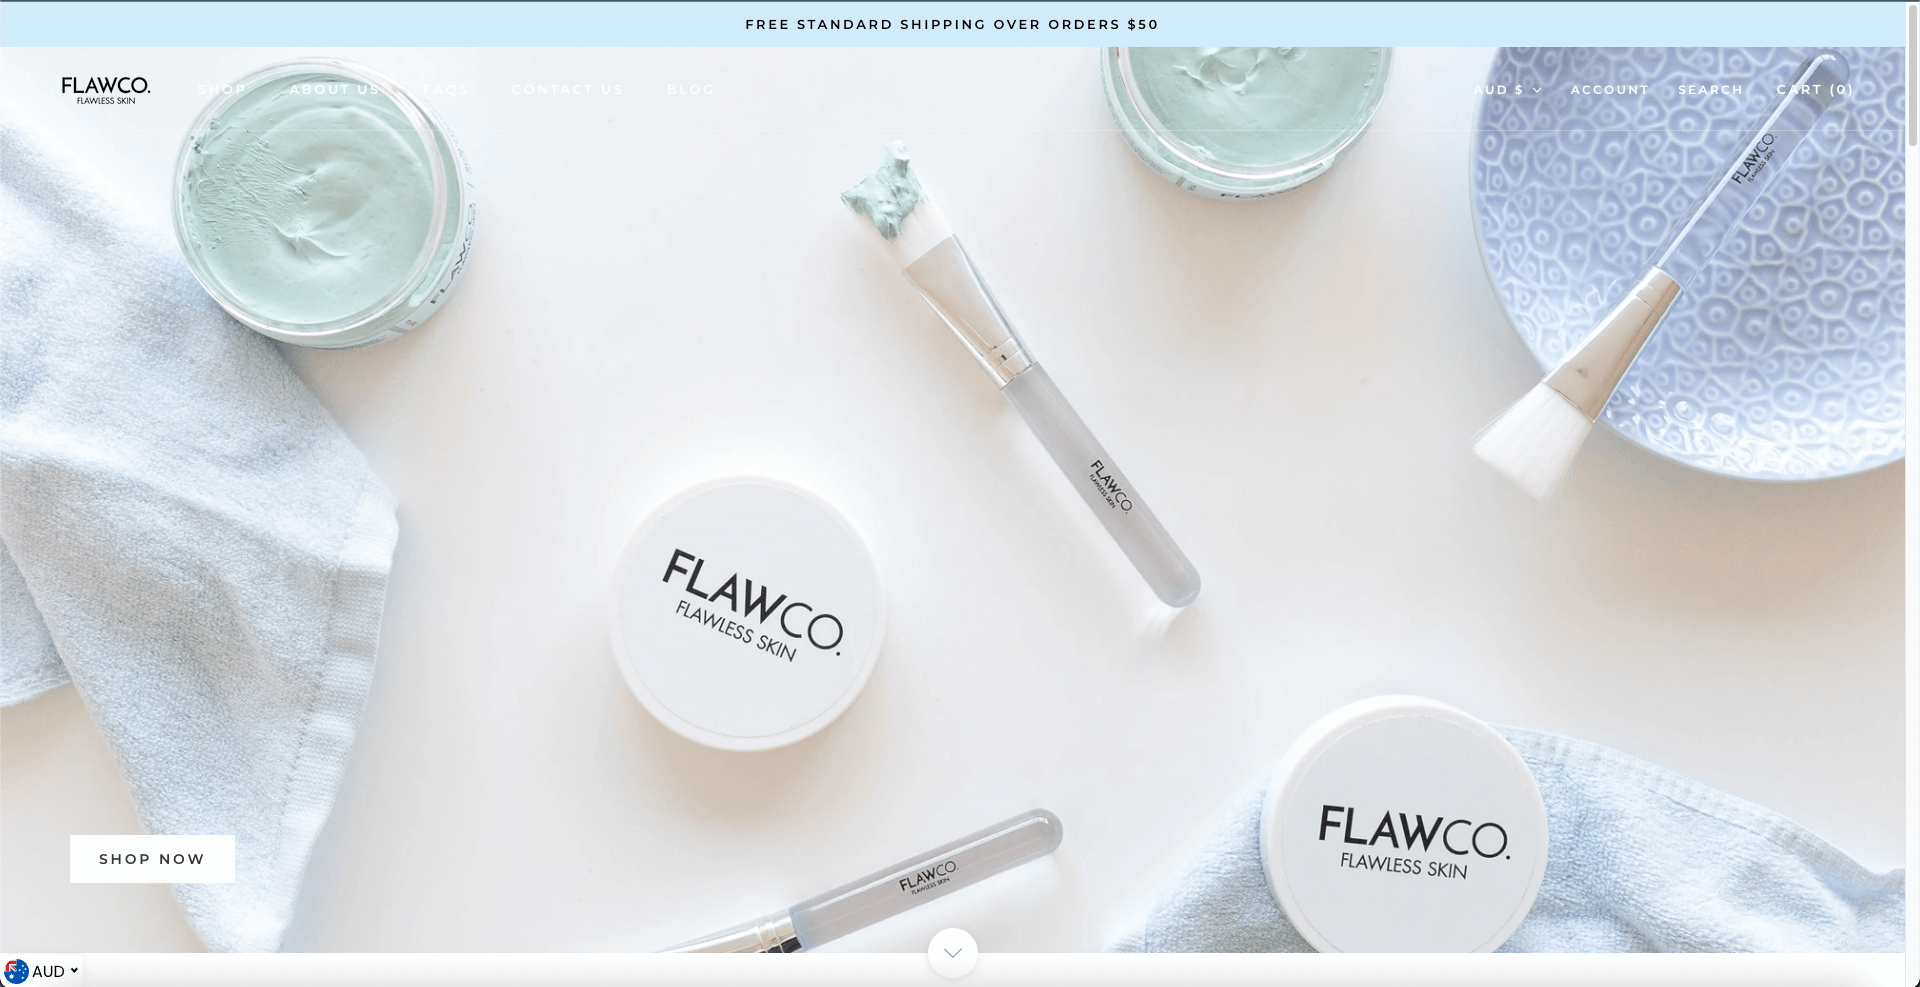 FREE STANDARD SHIPPING OVER ORDERS $50
FLAWCO.
FLAWLESS SKIN
SHOP
ABOUT US
FAQS
CONTACT US
BLOG
AUD $
ACCOUNT
SEARCH
CART (0)
FLAWCO.
FLAWLESS SKIN
FLAWCO.
FLAWLESS SKIN
FLAWCO.
FLAWLESS SKIN
FLAWCO.
FLAWLESS SKIN
FLAWCO.
FLAWLESS SKIN
SHOP NOW
AUD